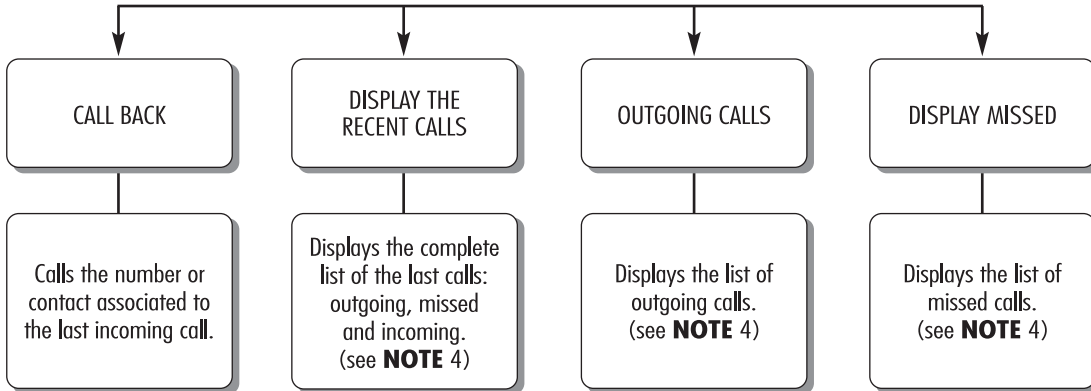 CALL BACK
DISPLAY THE
RECENT CALLS
OUTGOING CALLS
DISPLAY MISSED
Calls the number or
contact associated to
the last incoming call.
Displays the complete
list of the last calls:
outgoing, missed
and incoming.
(see NOTE 4)
Displays the list of
outgoing calls.
(see NOTE 4)
Displays the list of
missed calls.
(see NOTE 4)